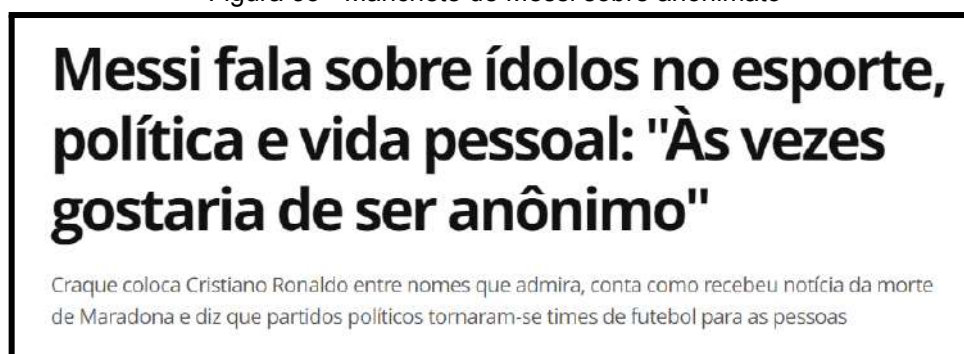 Messi fala sobre ídolos no esporte,
política e vida pessoal: "Às vezes
gostaria de ser anônimo"
Craque coloca Cristiano Ronaldo entre nomes que admira, conta como recebeu notícia da morte
de Maradona e diz que partidos políticos tornaram-se times de futebol para as pessoas